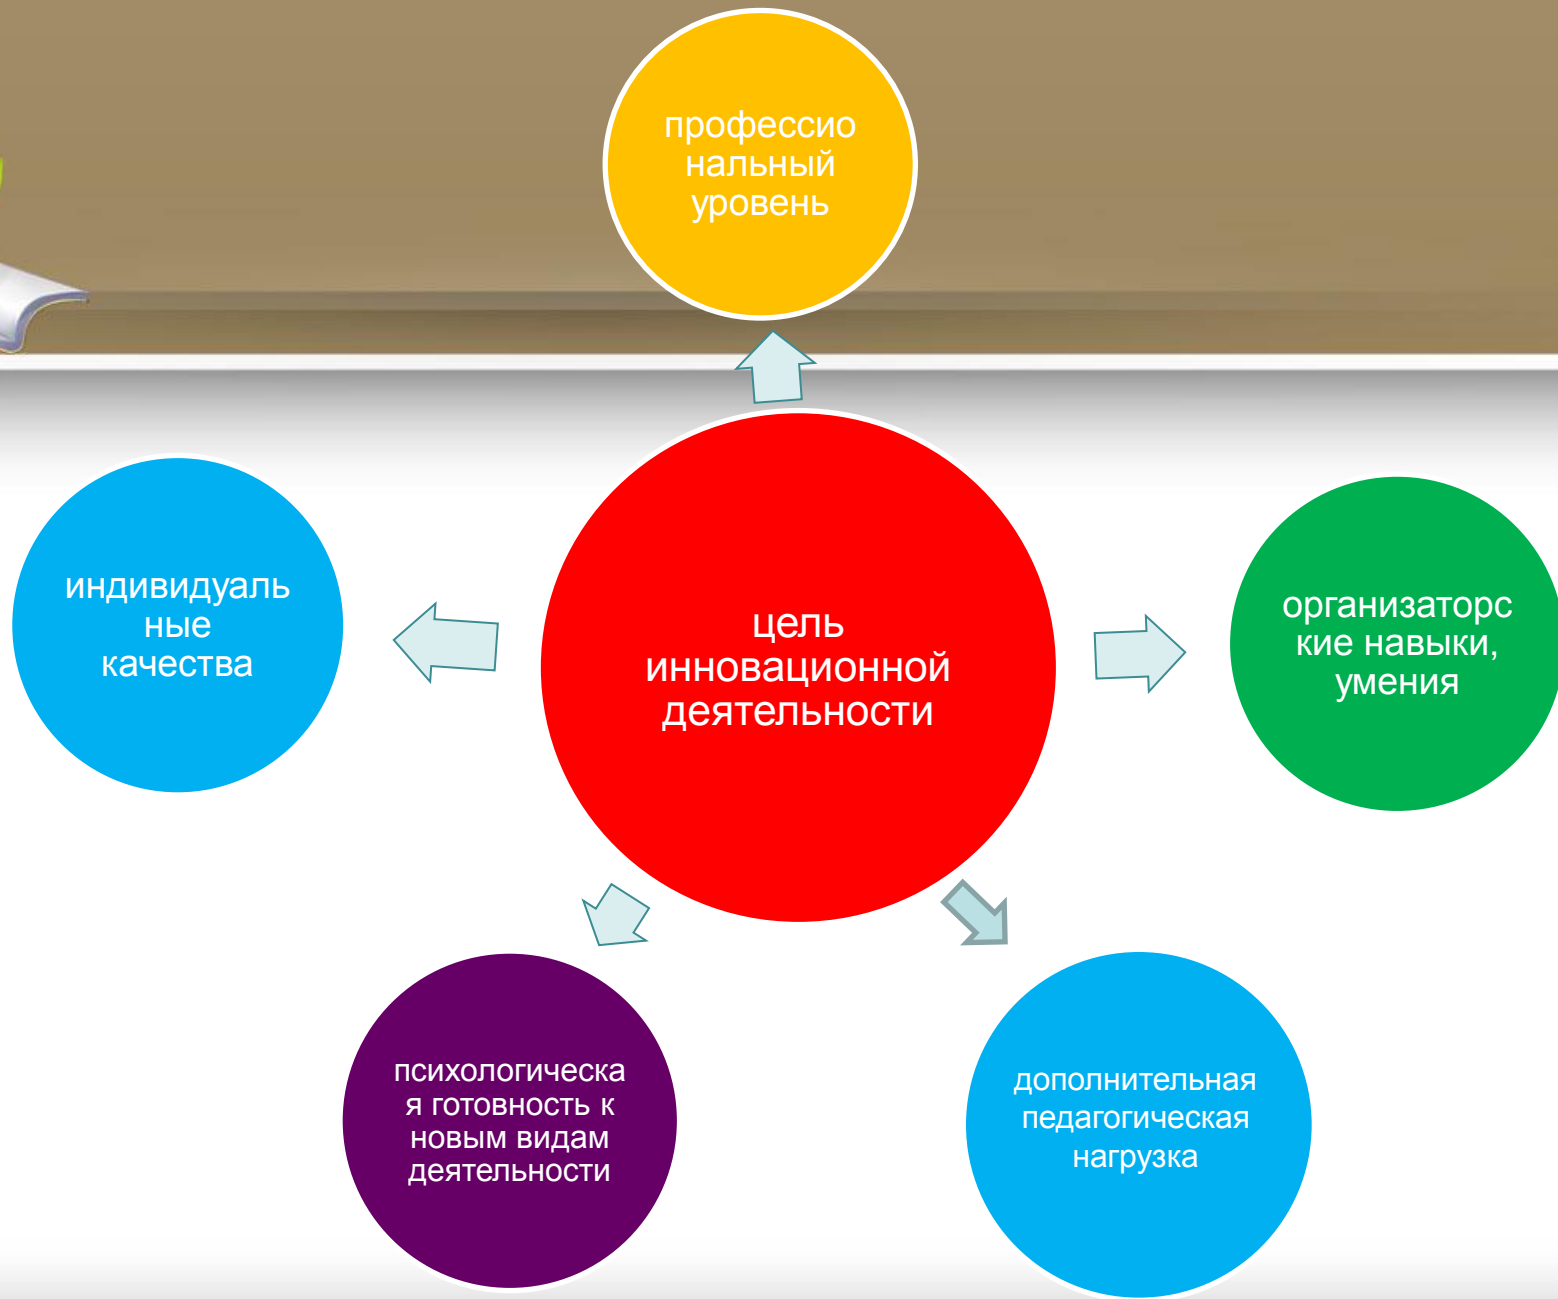 профессио
нальный
уровень
индивидуаль
ные
качества
цель
инновационной
деятельности
организаторс
кие навыки,
умения
психологическа
я готовность к
новым видам
деятельности
дополнительная
педагогическая
нагрузка